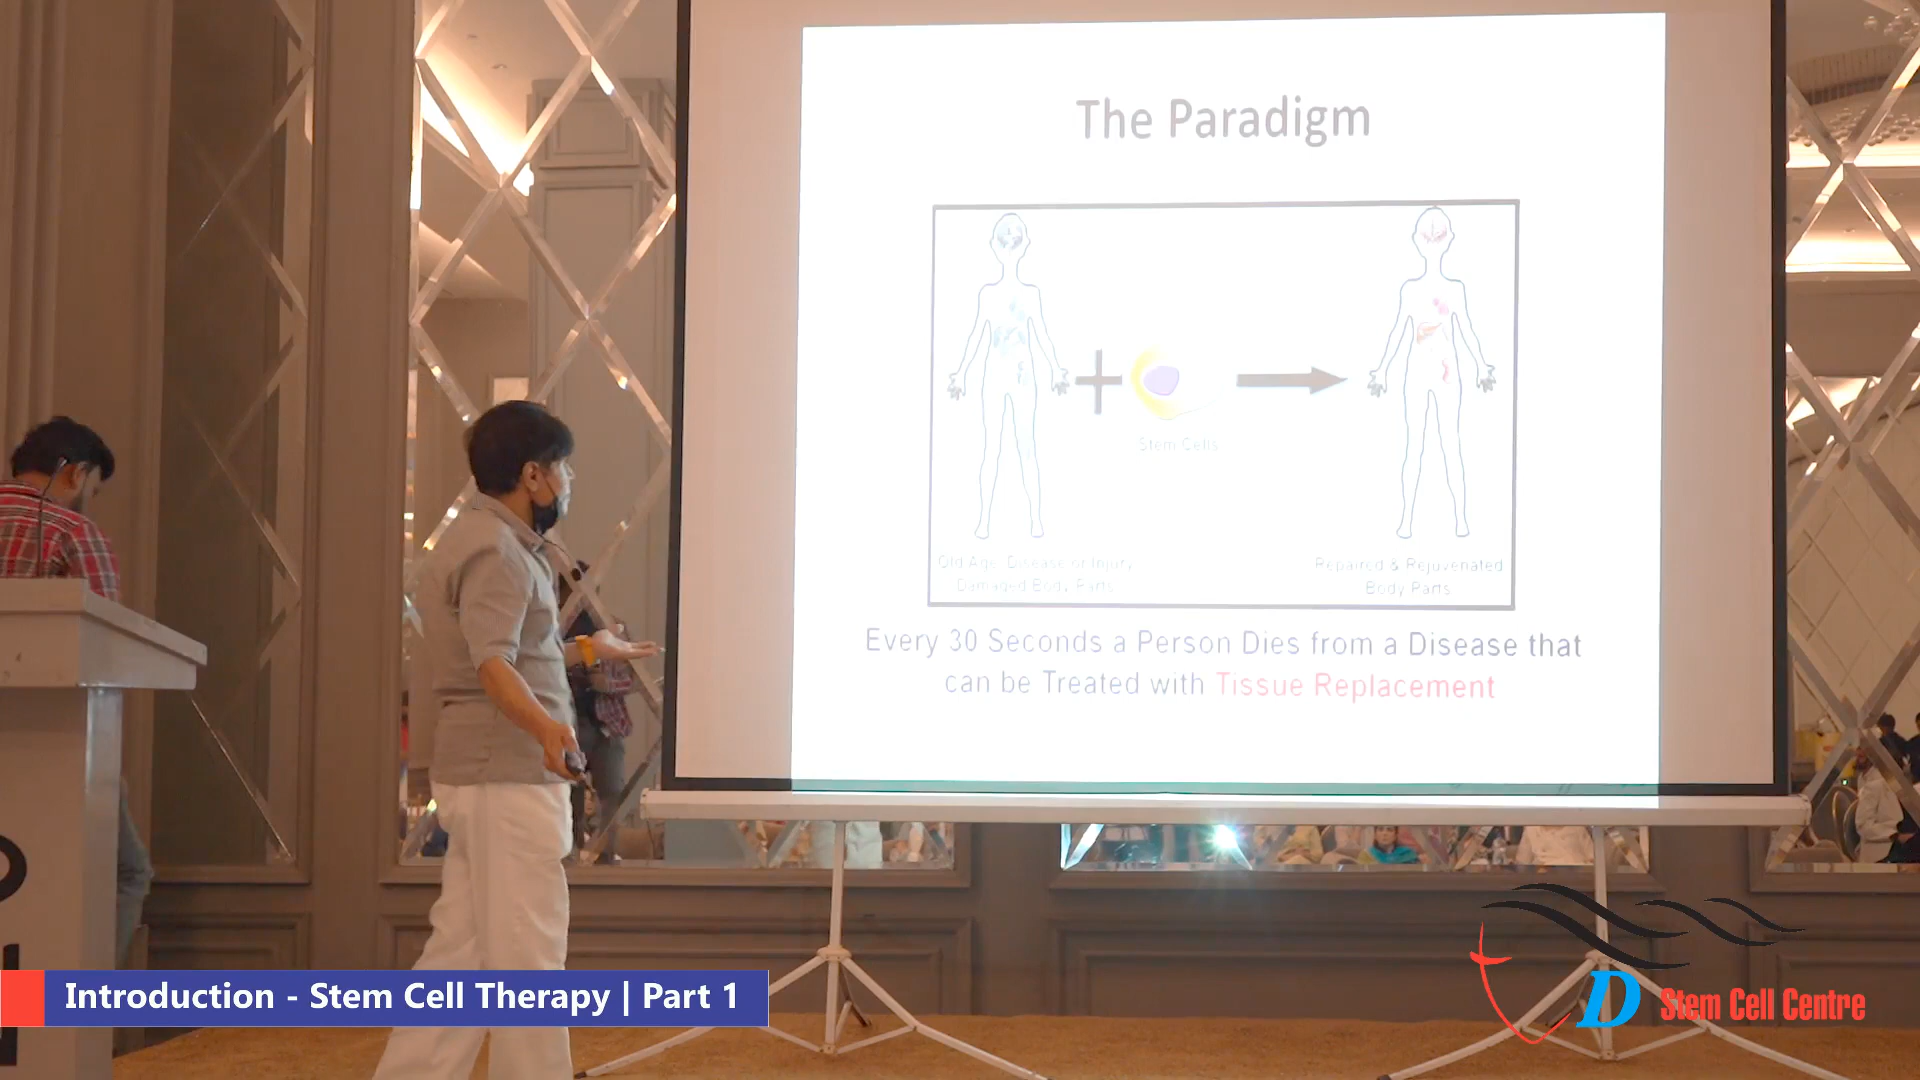 The Paradigm
Stem Cells
Old Age, Disease or Injury
Damaged Body Parts
Repaired & Rejuvenated
Body Parts
Every 30 Seconds a Person Dies from a Disease that
can be Treated with Tissue Replacement
Introduction - Stem Cell Therapy | Part 1
D Stem Cell Centre